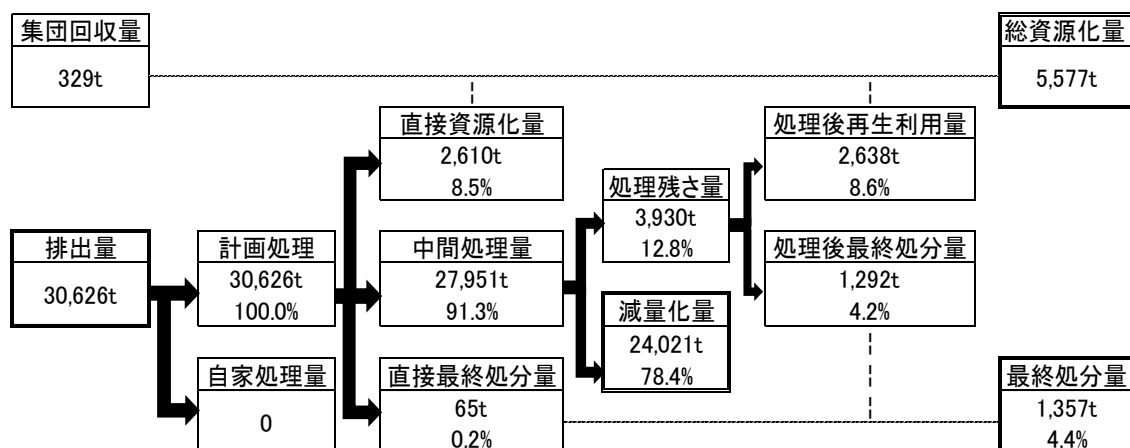 集団回収量
329t
総資源化量
5,577t
直接資源化量
2,610t
8.5%
処理後再生利用量
2,638t
8.6%
処理残さ量
3,930t
12.8%
排出量
30,626t
計画処理
30,626t
100.0%
中間処理量
27,951t
91.3%
処理後最終処分量
1,292t
4.2%
減量化量
24,021t
78.4%
自家処理量
0
直接最終処分量
65t
0.2%
最終処分量
1,357t
4.4%